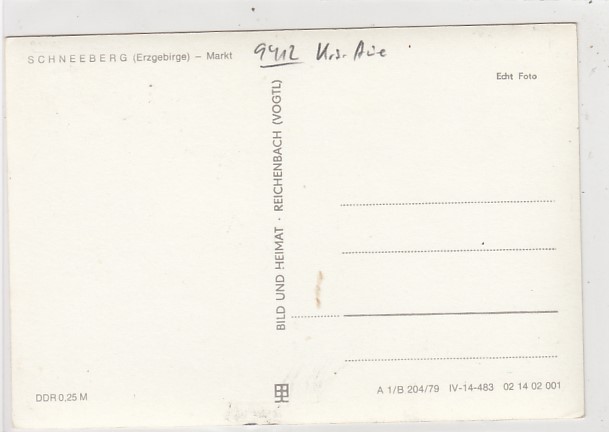 SCHNEEBERG (Erzgebirge) – Markt
9412 Krs. Aue
Echt Foto
BILD UND HEIMAT · REICHENBACH (VOGTL)
DDR 0,25 M
A 1/B 204/79 IV-14-483 02 14 02 001